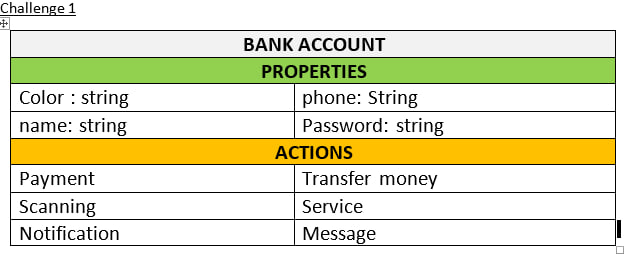 Challenge 1
BANK ACCOUNT
PROPERTIES
Color : string phone: String
name: string Password: string
ACTIONS
Payment Transfer money
Scanning Service
Notification Message